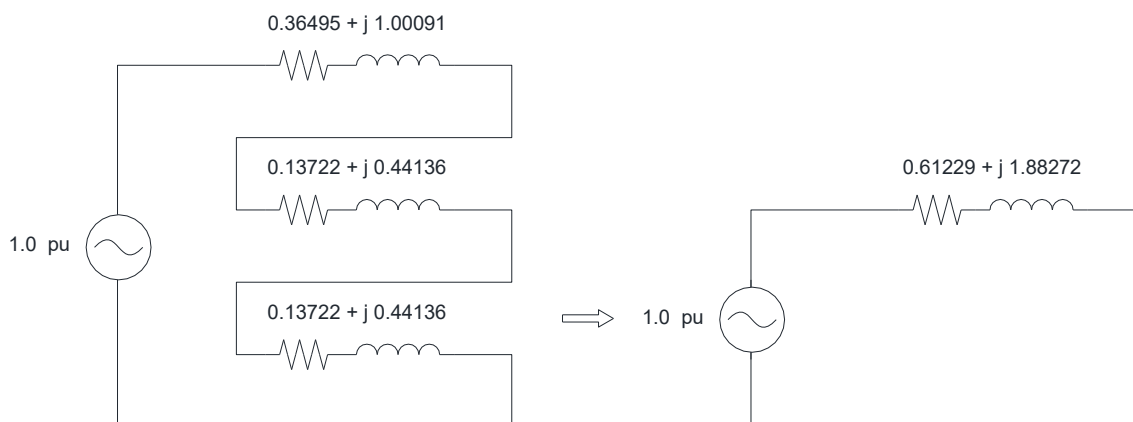 0.36495 + j 1.00091
0.13722 + j 0.44136
1.0 pu
0.13722 + j 0.44136
0.61229 + j 1.88272
1.0 pu